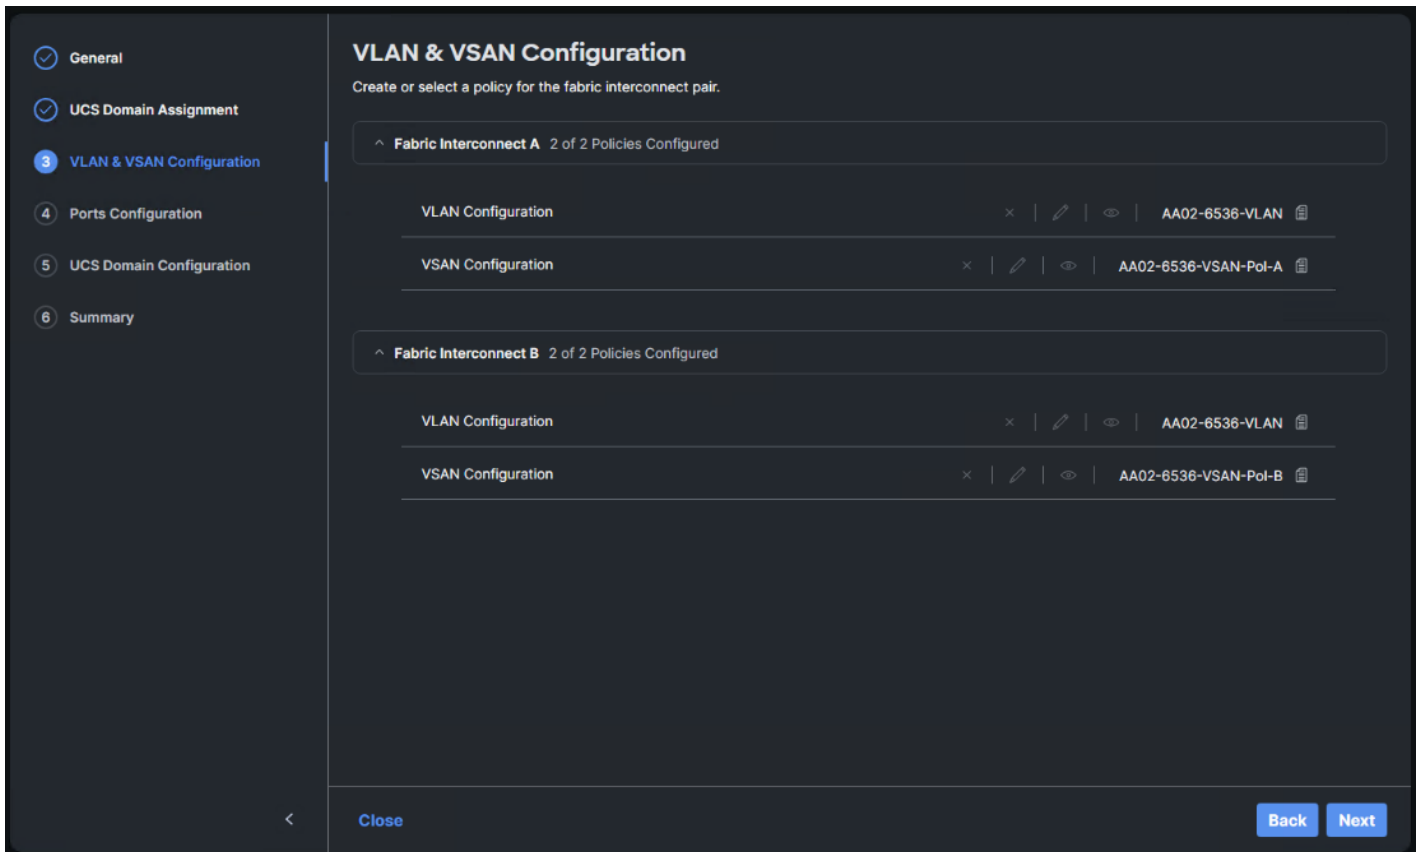 General
UCS Domain Assignment
3 VLAN & VSAN Configuration
4 Ports Configuration
5 UCS Domain Configuration
6 Summary
VLAN & VSAN Configuration
Create or select a policy for the fabric interconnect pair.
Fabric Interconnect A 2 of 2 Policies Configured
VLAN Configuration AA02-6536-VLAN
VSAN Configuration AA02-6536-VSAN-Pol-A
Fabric Interconnect B 2 of 2 Policies Configured
VLAN Configuration AA02-6536-VLAN
VSAN Configuration AA02-6536-VSAN-Pol-B
Close Back Next